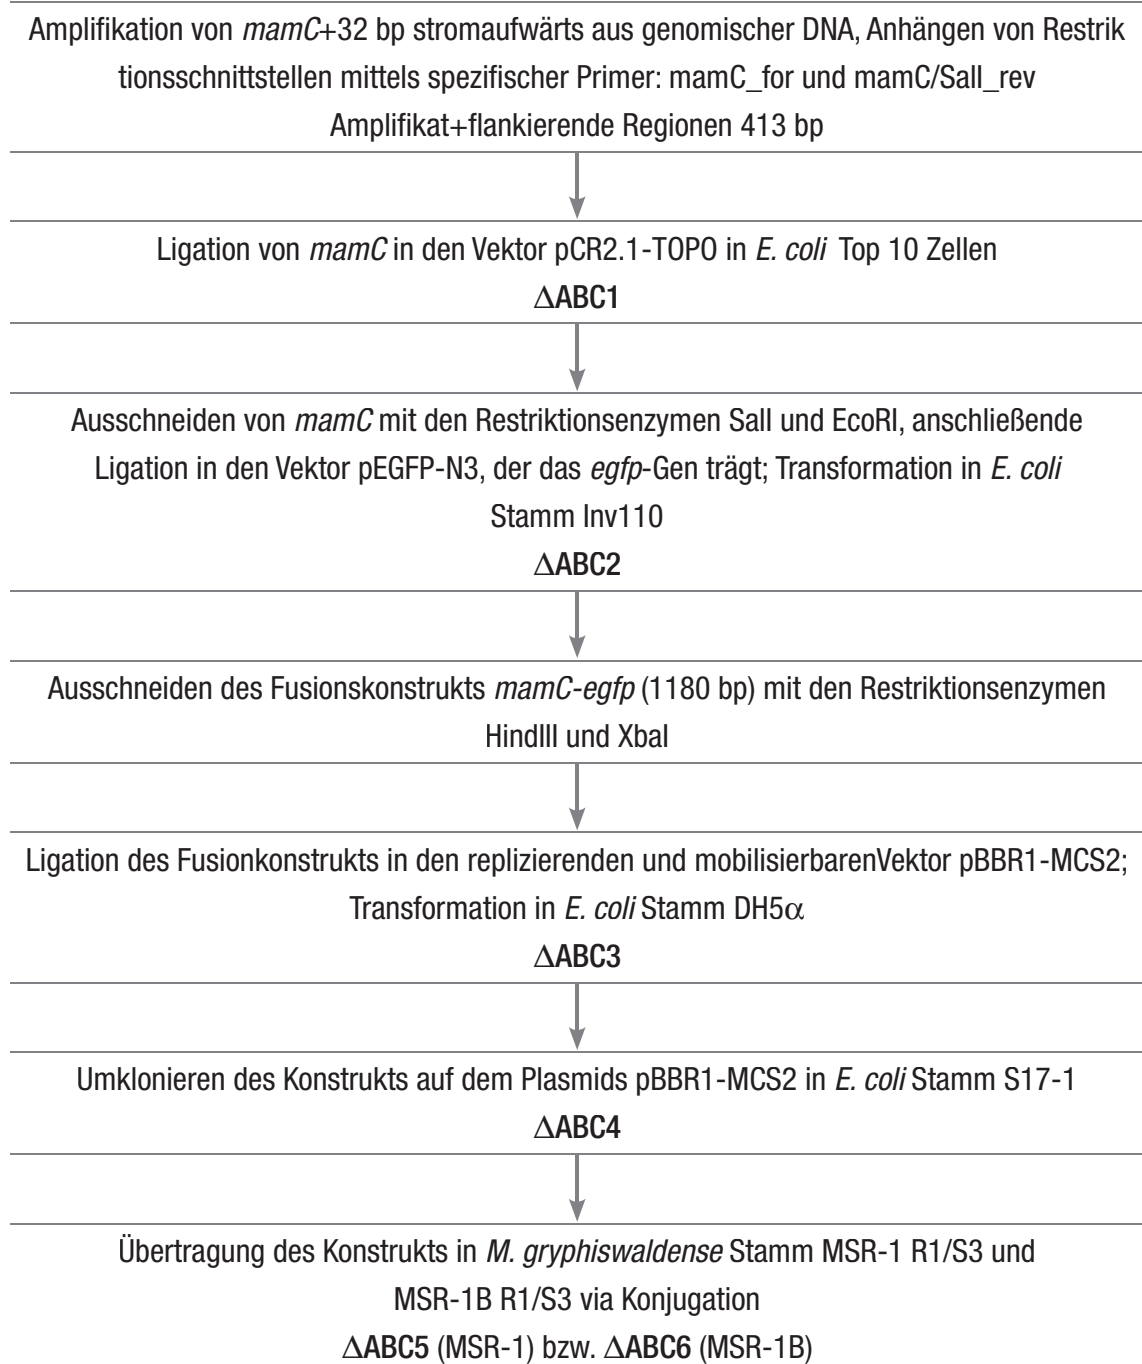 Amplifikation von mamC+32 bp stromaufwärts aus genomischer DNA, Anhängen von Restrik
tionsschnittstellen mittels spezifischer Primer: mamC_for und mamC/SalI_rev
Amplifikat+flankierende Regionen 413 bp
Ligation von mamC in den Vektor pCR2.1-TOPO in E. coli Top 10 Zellen
ΔABC1
Ausschneiden von mamC mit den Restriktionsenzymen SalI und EcoRI, anschließende
Ligation in den Vektor pEGFP-N3, der das egfp-Gen trägt; Transformation in E. coli
Stamm Inv110
ΔABC2
Ausschneiden des Fusionskonstrukts mamC-egfp (1180 bp) mit den Restriktionsenzymen
HindIII und XbaI
Ligation des Fusionkonstrukts in den replizierenden und mobilisierbarenVektor pBBR1-MCS2;
Transformation in E. coli Stamm DH5α
ΔABC3
Umklonieren des Konstrukts auf dem Plasmids pBBR1-MCS2 in E. coli Stamm S17-1
ΔABC4
Übertragung des Konstrukts in M. gryphiswaldense Stamm MSR-1 R1/S3 und
MSR-1B R1/S3 via Konjugation
ΔABC5 (MSR-1) bzw. ΔABC6 (MSR-1B)